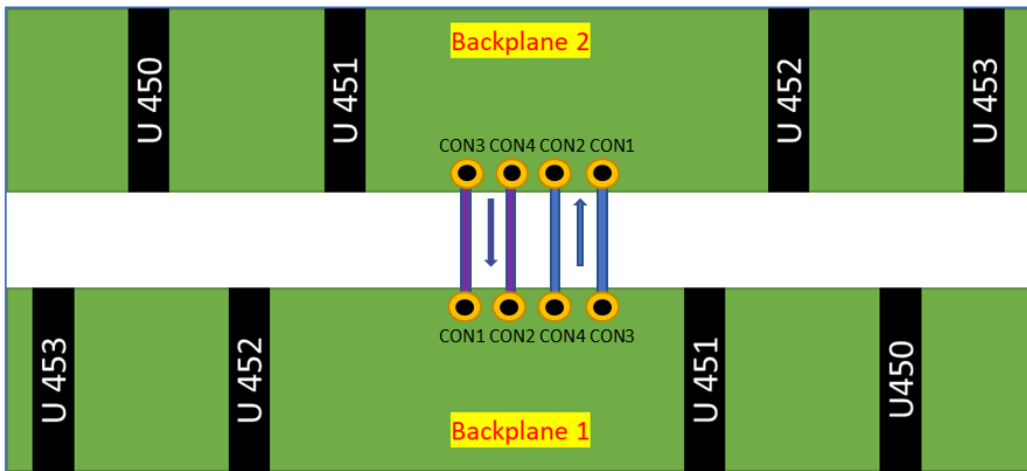 Backplane 2
U 450
U 451
U 452
U 453
CON3 CON4 CON2 CON1
CON1 CON2 CON4 CON3
U 453
U 452
U 451
U450
Backplane 1